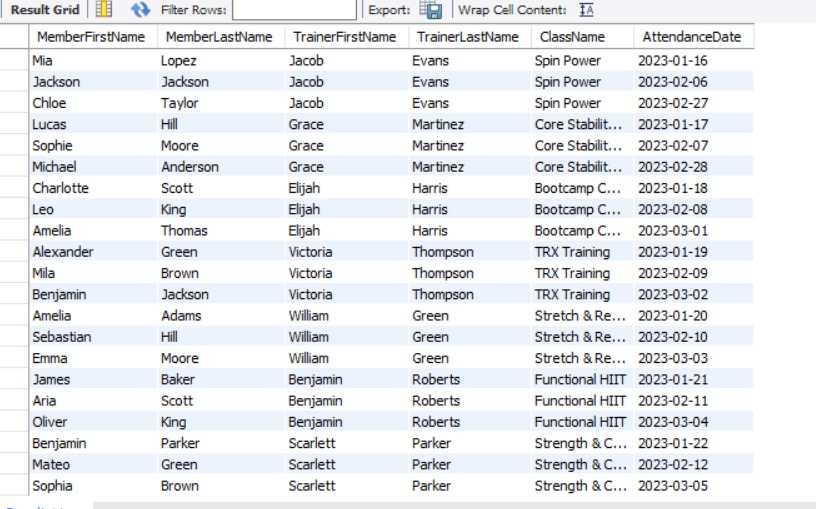 Result Grid Filter Rows: Export: Wrap Cell Content: IA
MemberFirstName MemberLastName TrainerFirstName TrainerLastName ClassName AttendanceDate
Mia Lopez Jacob Evans Spin Power 2023-01-16
Jackson Jackson Jacob Evans Spin Power 2023-02-06
Chloe Taylor Jacob Evans Spin Power 2023-02-27
Lucas Hill Grace Martinez Core Stabilit... 2023-01-17
Sophie Moore Grace Martinez Core Stabilit... 2023-02-07
Michael Anderson Grace Martinez Core Stabilit... 2023-02-28
Charlotte Scott Elijah Harris Bootcamp C... 2023-01-18
Leo King Elijah Harris Bootcamp C... 2023-02-08
Amelia Thomas Elijah Harris Bootcamp C... 2023-03-01
Alexander Green Victoria Thompson TRX Training 2023-01-19
Mila Brown Victoria Thompson TRX Training 2023-02-09
Benjamin Jackson Victoria Thompson TRX Training 2023-03-02
Amelia Adams William Green Stretch & Re... 2023-01-20
Sebastian Hill William Green Stretch & Re... 2023-02-10
Emma Moore William Green Stretch & Re... 2023-03-03
James Baker Benjamin Roberts Functional HIIT 2023-01-21
Aria Scott Benjamin Roberts Functional HIIT 2023-02-11
Oliver King Benjamin Roberts Functional HIIT 2023-03-04
Benjamin Parker Scarlett Parker Strength & C... 2023-01-22
Mateo Green Scarlett Parker Strength & C... 2023-02-12
Sophia Brown Scarlett Parker Strength & C... 2023-03-05